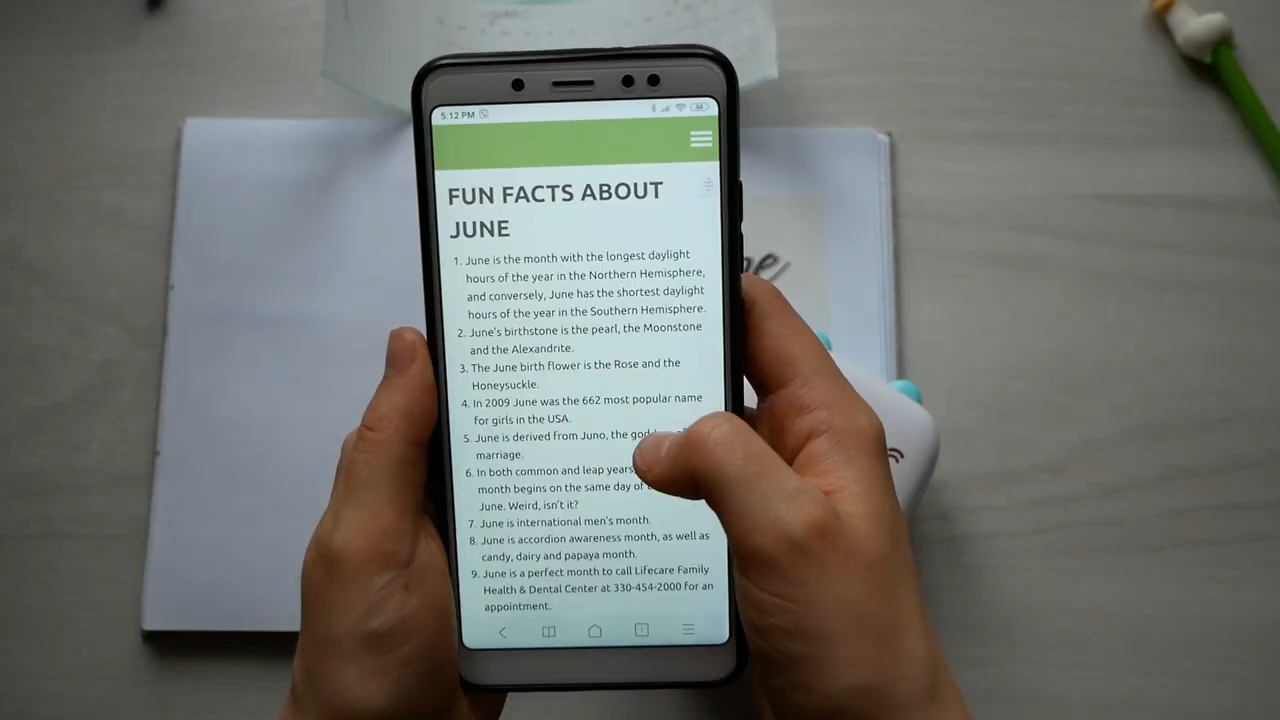 5:12 PM
64
FUN FACTS ABOUT
JUNE
1. June is the month with the longest daylight
hours of the year in the Northern Hemisphere,
and conversely, June has the shortest daylight
hours of the year in the Southern Hemisphere.
2. June's birthstone is the pearl, the Moonstone
and the Alexandrite.
3. The June birth flower is the Rose and the
Honeysuckle.
4. In 2009 June was the 662 most popular name
for girls in the USA.
5. June is derived from Juno, the
marriage.
6. In both common and leap years,
month begins on the same day of
June. Weird, isn't it?
7. June is international men's month.
8. June is accordion awareness month, as well as
candy, dairy and papaya month.
9. June is a perfect month to call Lifecare Family
Health & Dental Center at 330-454-2000 for an
appointment.